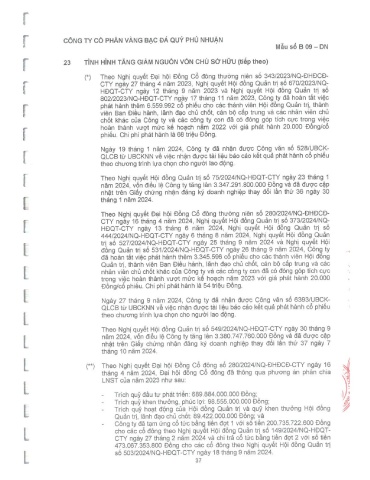 CÔNG TY CỔ PHẦN VÀNG BẠC ĐÁ QUÝ PHÚ NHUẬN
Mẫu số B 09 – DN
23 TÌNH HÌNH TĂNG GIẢM NGUỒN VỐN CHỦ SỞ HỮU (tiếp theo)
(*) Theo Nghị quyết Đại hội Đồng Cổ đông thường niên số 343/2023/NQ-ĐHĐCĐ-
CTY ngày 27 tháng 4 năm 2023, Nghị quyết Hội đồng Quản trị số 670/2023/NQ-
HĐQT-CTY ngày 12 tháng 9 năm 2023 và Nghị quyết Hội đồng Quản trị số
802/2023/NQ-HĐQT-CTY ngày 17 tháng 11 năm 2023, Công ty đã hoàn tất việc
phát hành thêm 6.559.992 cổ phiếu cho các thành viên Hội đồng Quản trị, thành
viên Ban Điều hành, lãnh đạo chủ chốt, cán bộ cấp trung và các nhân viên chủ
chốt khác của Công ty và các công ty con đã có đóng góp tích cực trong việc
hoàn thành vượt mức kế hoạch năm 2022 với giá phát hành 20.000 Đồng/cổ
phiếu. Chi phí phát hành là 68 triệu Đồng.
Ngày 19 tháng 1 năm 2024, Công ty đã nhận được Công văn số 528/UBCK-
QLCB từ UBCKNN về việc nhận được tài liệu báo cáo kết quả phát hành cổ phiếu
theo chương trình lựa chọn cho người lao động.
Theo Nghị quyết Hội đồng Quản trị số 75/2024/NQ-HĐQT-CTY ngày 23 tháng 1
năm 2024, vốn điều lệ Công ty tăng lên 3.347.291.800.000 Đồng và đã được cập
nhật trên Giấy chứng nhận đăng ký doanh nghiệp thay đổi lần thứ 36 ngày 30
tháng 1 năm 2024.
Theo Nghị quyết Đại hội Đồng Cổ đông thường niên số 280/2024/NQ-ĐHĐCĐ-
CTY ngày 16 tháng 4 năm 2024, Nghị quyết Hội đồng Quản trị số 373/2024/NQ-
HĐQT-CTY ngày 13 tháng 6 năm 2024, Nghị quyết Hội đồng Quản trị số
444/2024/NQ-HĐQT-CTY ngày 6 tháng 8 năm 2024, Nghị quyết Hội đồng Quản
trị số 527/2024/NQ-HĐQT-CTY ngày 26 tháng 9 năm 2024 và Nghị quyết Hội
đồng Quản trị số 531/2024/NQ-HĐQT-CTY ngày 26 tháng 9 năm 2024, Công ty
đã hoàn tất việc phát hành thêm 3.345.596 cổ phiếu cho các thành viên Hội đồng
Quản trị, thành viên Ban Điều hành, lãnh đạo chủ chốt, cán bộ cấp trung và các
nhân viên chủ chốt khác của Công ty và các công ty con đã có đóng góp tích cực
trong việc hoàn thành vượt mức kế hoạch năm 2023 với giá phát hành 20.000
Đồng/cổ phiếu. Chi phí phát hành là 54 triệu Đồng.
Ngày 27 tháng 9 năm 2024, Công ty đã nhận được Công văn số 6393/UBCK-
QLCB từ UBCKNN về việc nhận được tài liệu báo cáo kết quả phát hành cổ phiếu
theo chương trình lựa chọn cho người lao động.
Theo Nghị quyết Hội đồng Quản trị số 549/2024/NQ-HĐQT-CTY ngày 30 tháng 9
năm 2024, vốn điều lệ Công ty tăng lên 3.380.747.760.000 Đồng và đã được cập
nhật trên Giấy chứng nhận đăng ký doanh nghiệp thay đổi lần thứ 37 ngày 7
tháng 10 năm 2024.
(**) Theo Nghị quyết Đại hội Đồng Cổ đông số 280/2024/NQ-ĐHĐCĐ-CTY ngày 16
tháng 4 năm 2024, Đại hội đồng Cổ đông đã thông qua phương án phân chia
LNST của năm 2023 như sau:
- Trích quỹ đầu tư phát triển: 689.884.000.000 Đồng;
- Trích quỹ khen thưởng, phúc lợi: 98.555.000.000 Đồng;
- Trích quỹ hoạt động của Hội đồng Quản trị và quỹ khen thưởng Hội đồng
Quản trị, lãnh đạo chủ chốt: 89.422.000.000 Đồng; và
- Công ty đã tạm ứng cổ tức bằng tiền đợt 1 với số tiền 200.735.722.600 Đồng
cho các cổ đông theo Nghị quyết Hội đồng Quản trị số 149/2024/NQ-HĐQT-
CTY ngày 27 tháng 2 năm 2024 và chi trả cổ tức bằng tiền đợt 2 với số tiền
473.057.353.800 Đồng cho các cổ đông theo Nghị quyết Hội đồng Quản trị
số 503/2024/NQ-HĐQT-CTY ngày 18 tháng 9 năm 2024.
37